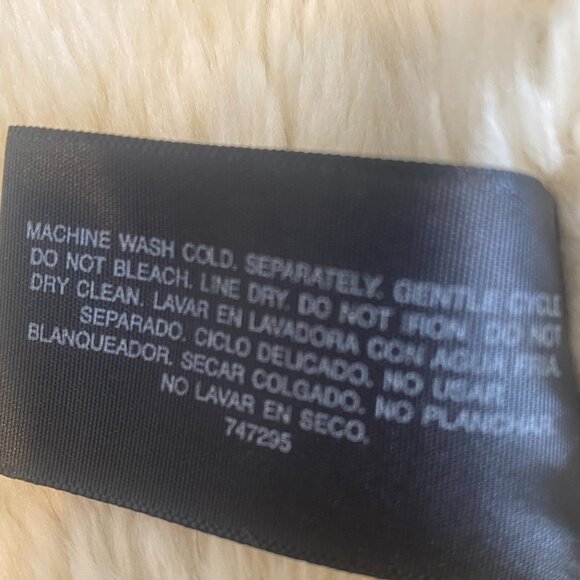 MACHINE WASH COLD. SEPARATELY. GENTLE CYCLE
DO NOT BLEACH. LINE DRY. DO NOT IRON. DO NOT
DRY CLEAN. LAVAR EN LAVADORA CON AGUA FRIA
SEPARADO. CICLO DELICADO. NO USAR
BLANQUEADOR. SECAR COLGADO. NO PLANCHAR
NO LAVAR EN SECO.
747295